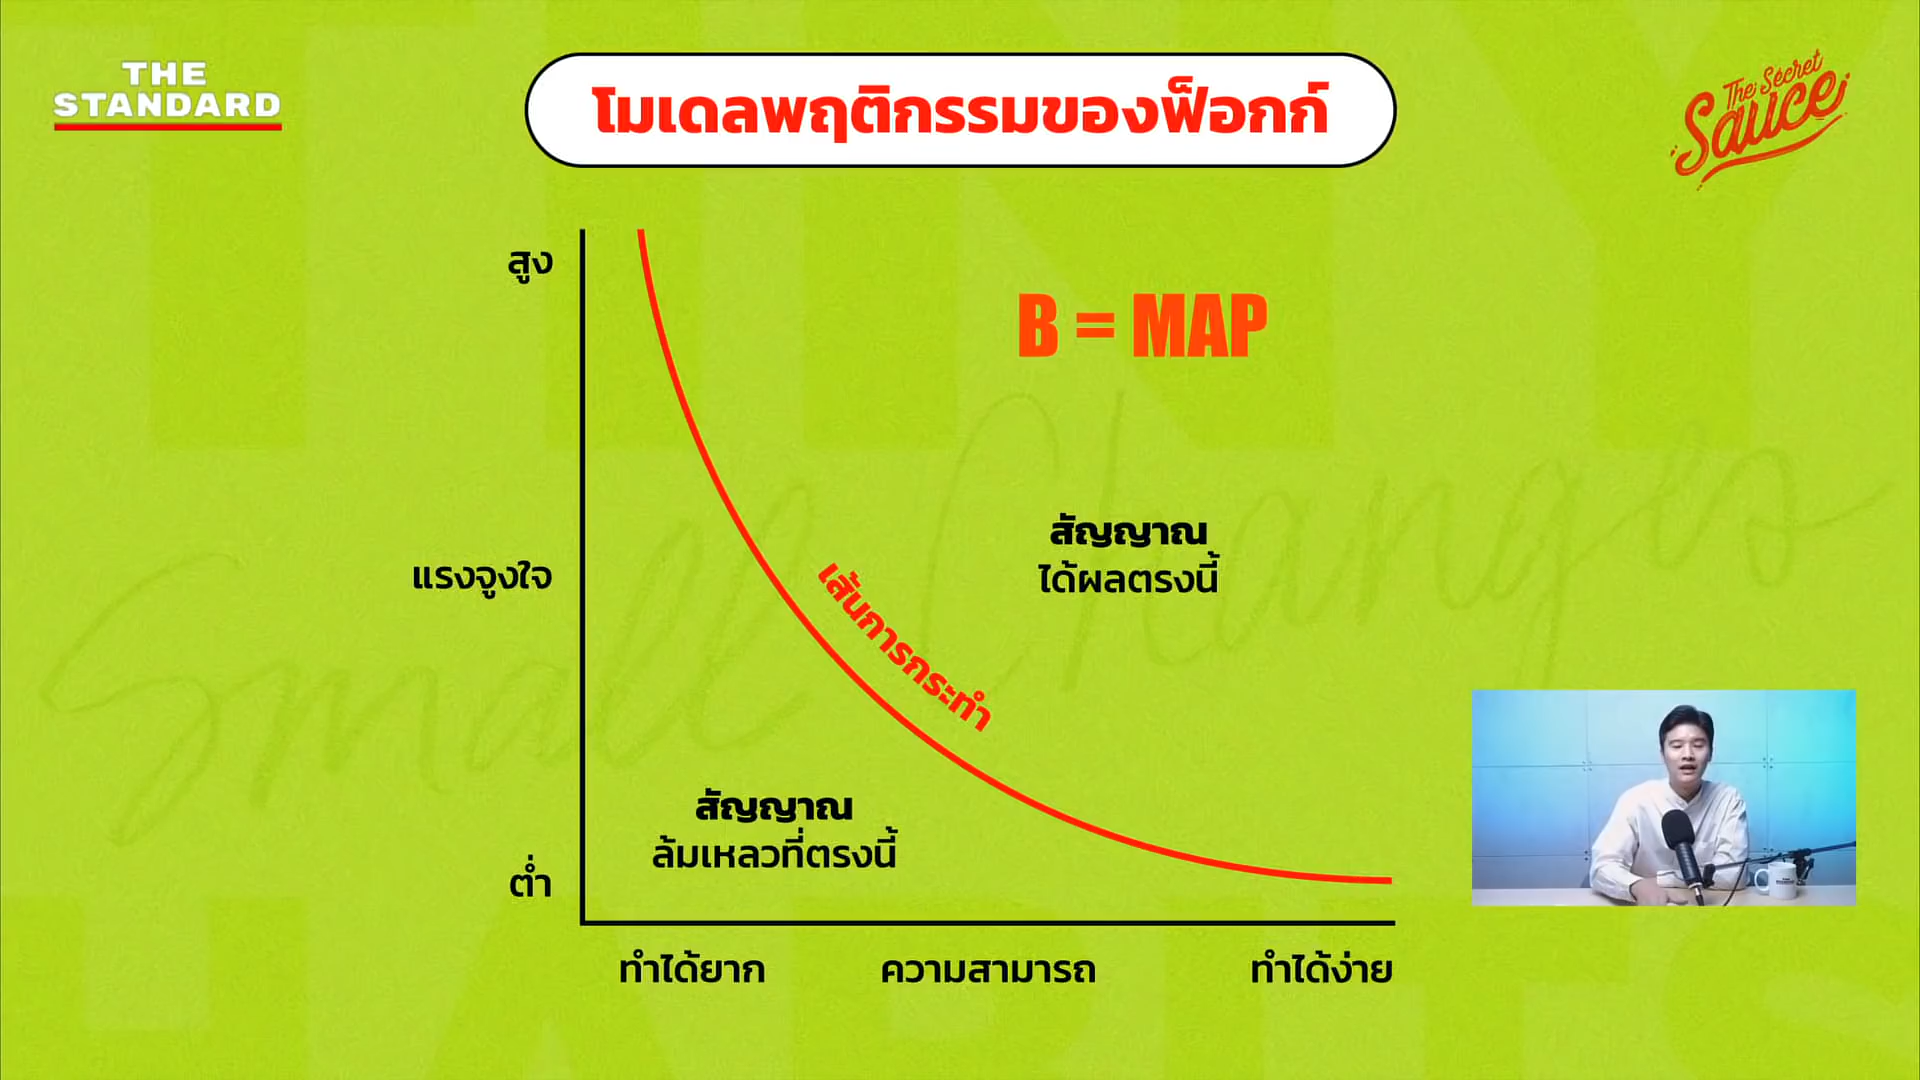 THE
STANDARD
โมเดลพฤติกรรมของฟ็อกก์
The Secret
Sauce
สูง
B = MAP
สัญญาณ
ได้ผลตรงนี้
แรงจูงใจ
เส้นการกระทำ
Small Changes
สัญญาณ
ล้มเหลวที่ตรงนี้
ต่ำ
ทำได้ยาก
ความสามารถ
ทำได้ง่าย
TINY
HABITS